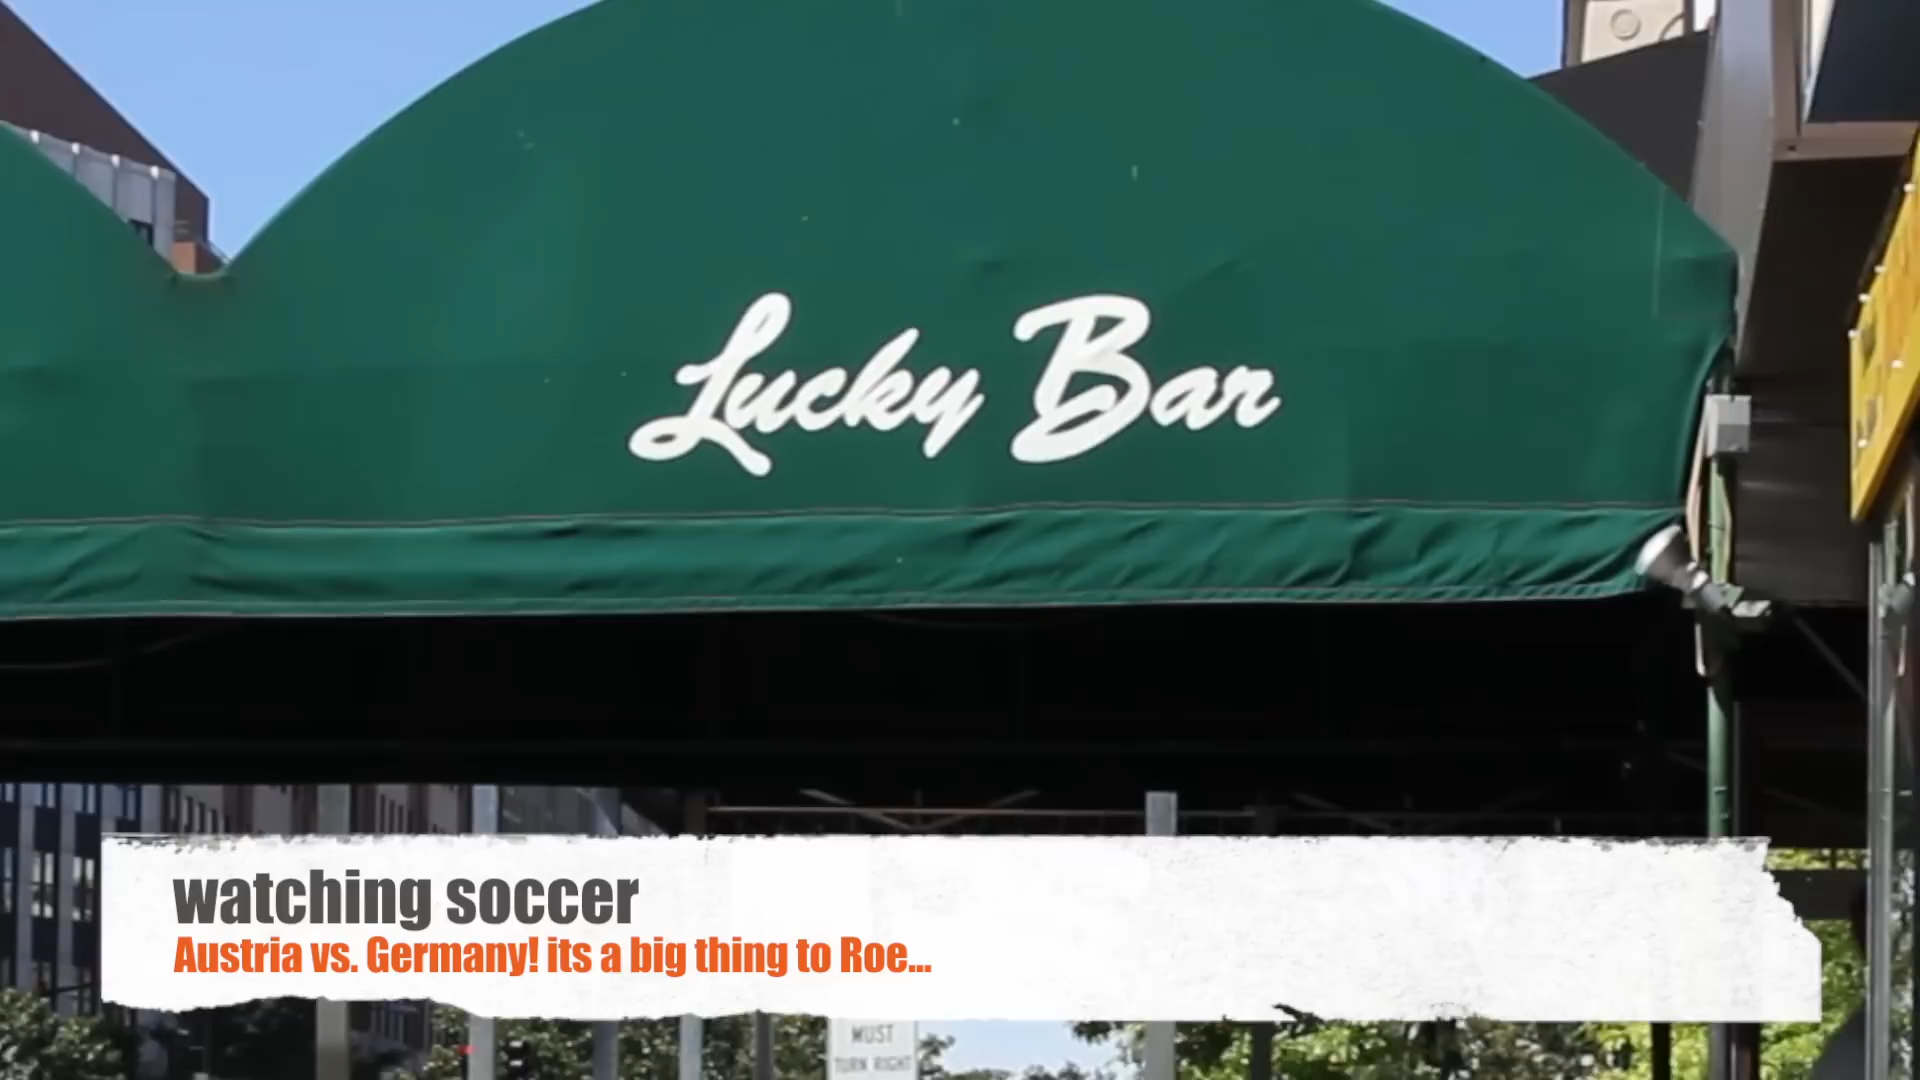 Lucky Bar
watching soccer
Austria vs. Germany! its a big thing to Roe...
MUST
TURN RIGHT